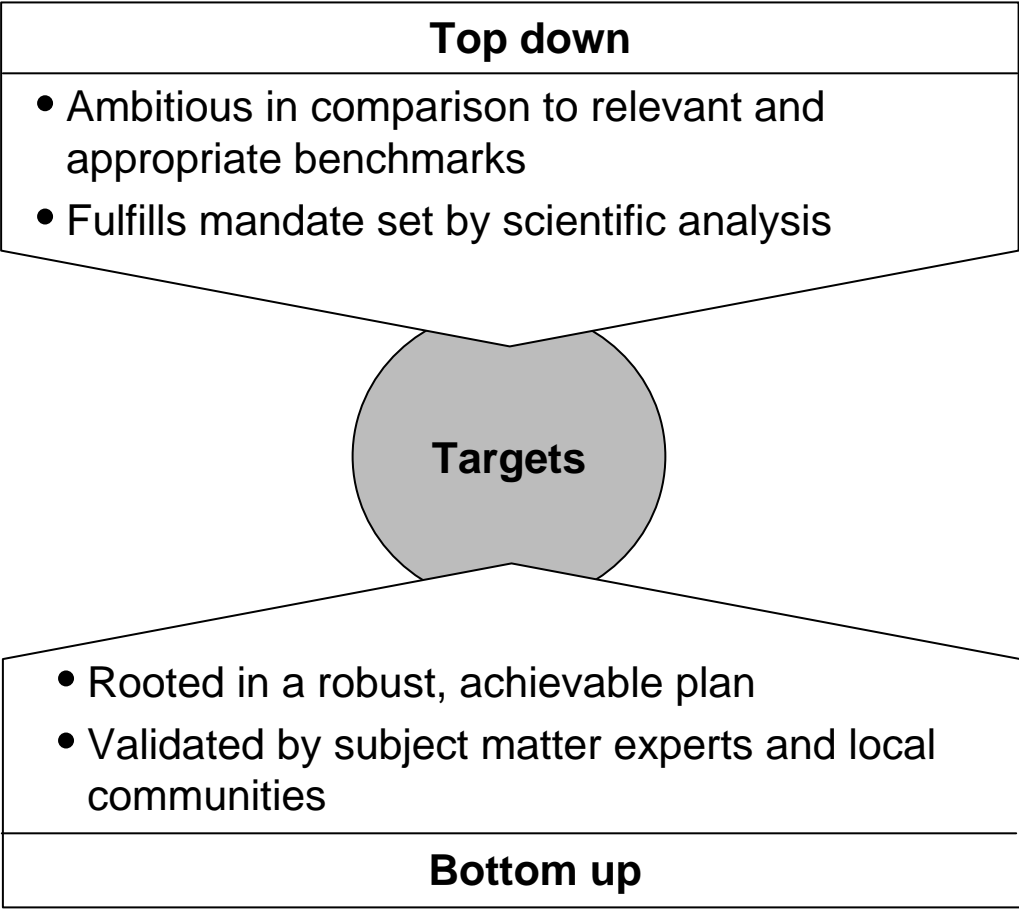 Top down
• Ambitious in comparison to relevant and
appropriate benchmarks
• Fulfills mandate set by scientific analysis
Targets
• Rooted in a robust, achievable plan
• Validated by subject matter experts and local
communities
Bottom up